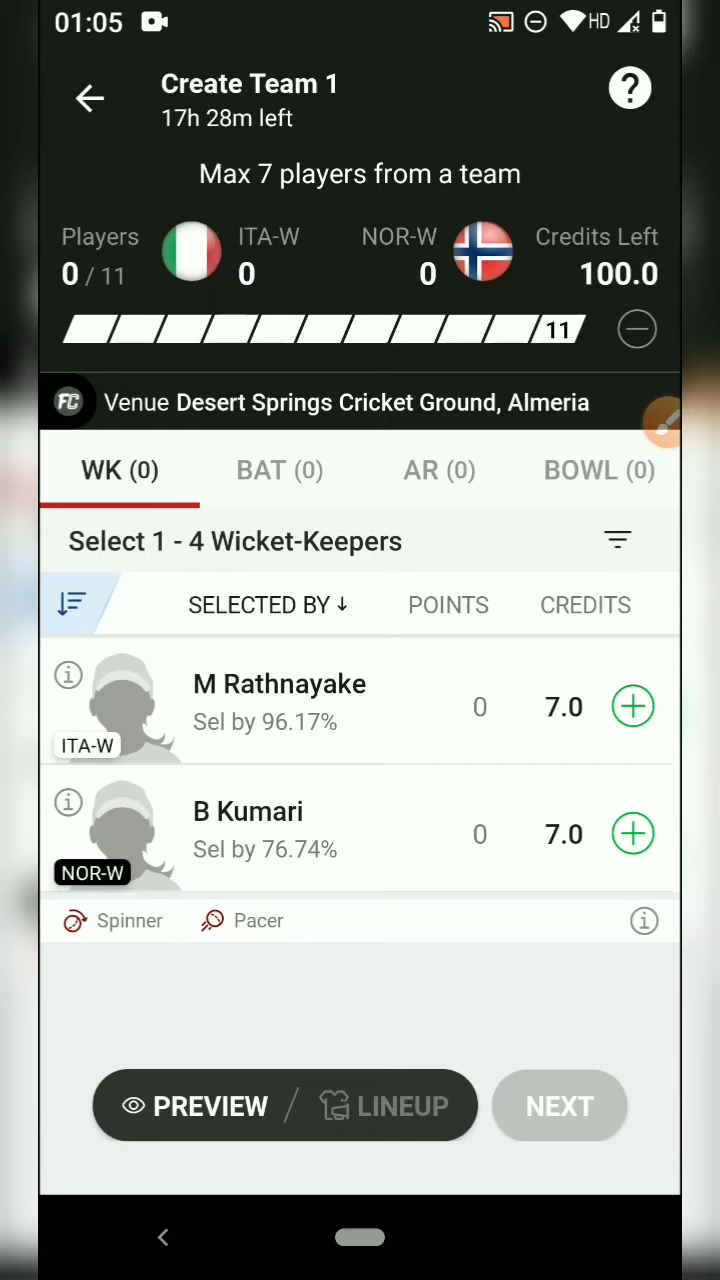 01:05 HD
Create Team 1
17h 28m left
?
Max 7 players from a team
Players ITA-W NOR-W Credits Left
0 / 11 0 0 100.0
11
FC Venue Desert Springs Cricket Ground, Almeria
WK (0) BAT (0) AR (0) BOWL (0)
Select 1 - 4 Wicket-Keepers
SELECTED BY ↓ POINTS CREDITS
M Rathnayake
Sel by 96.17% 0 7.0
ITA-W
B Kumari
Sel by 76.74% 0 7.0
NOR-W
Spinner Pacer
PREVIEW / LINEUP NEXT